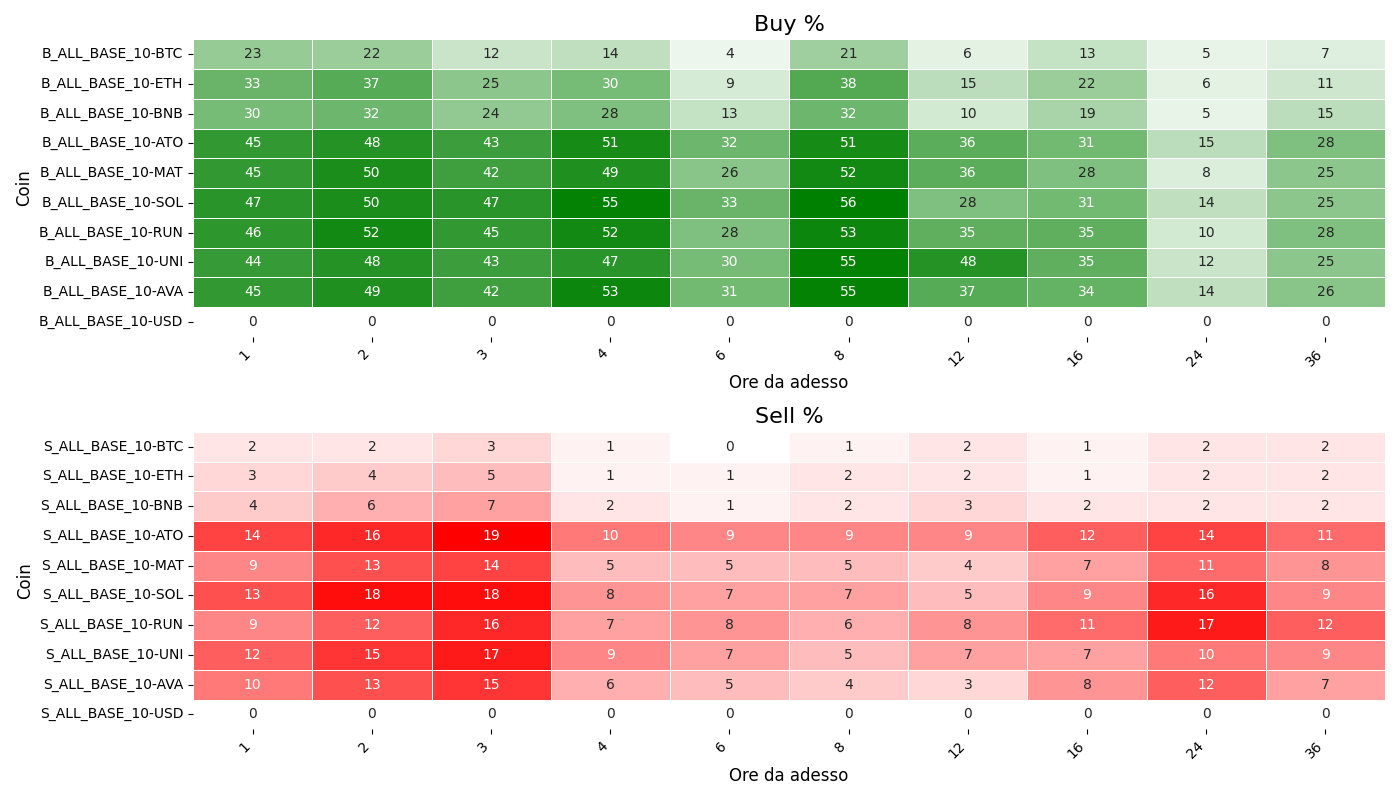 Buy %
Coin
B_ALL_BASE_10-BTC 23 22 12 14 4 21 6 13 5 7
B_ALL_BASE_10-ETH 33 37 25 30 9 38 15 22 6 11
B_ALL_BASE_10-BNB 30 32 24 28 13 32 10 19 5 15
B_ALL_BASE_10-ATO 45 48 43 51 32 51 36 31 15 28
B_ALL_BASE_10-MAT 45 50 42 49 26 52 36 28 8 25
B_ALL_BASE_10-SOL 47 50 47 55 33 56 28 31 14 25
B_ALL_BASE_10-RUN 46 52 45 52 28 53 35 35 10 28
B_ALL_BASE_10-UNI 44 48 43 47 30 55 48 35 12 25
B_ALL_BASE_10-AVA 45 49 42 53 31 55 37 34 14 26
B_ALL_BASE_10-USD 0 0 0 0 0 0 0 0 0 0
1 2 3 4 6 8 12 16 24 36
Ore da adesso
Sell %
Coin
S_ALL_BASE_10-BTC 2 2 3 1 0 1 2 1 2 2
S_ALL_BASE_10-ETH 3 4 5 1 1 2 2 1 2 2
S_ALL_BASE_10-BNB 4 6 7 2 1 2 3 2 2 2
S_ALL_BASE_10-ATO 14 16 19 10 9 9 9 12 14 11
S_ALL_BASE_10-MAT 9 13 14 5 5 5 4 7 11 8
S_ALL_BASE_10-SOL 13 18 18 8 7 7 5 9 16 9
S_ALL_BASE_10-RUN 9 12 16 7 8 6 8 11 17 12
S_ALL_BASE_10-UNI 12 15 17 9 7 5 7 7 10 9
S_ALL_BASE_10-AVA 10 13 15 6 5 4 3 8 12 7
S_ALL_BASE_10-USD 0 0 0 0 0 0 0 0 0 0
1 2 3 4 6 8 12 16 24 36
Ore da adesso